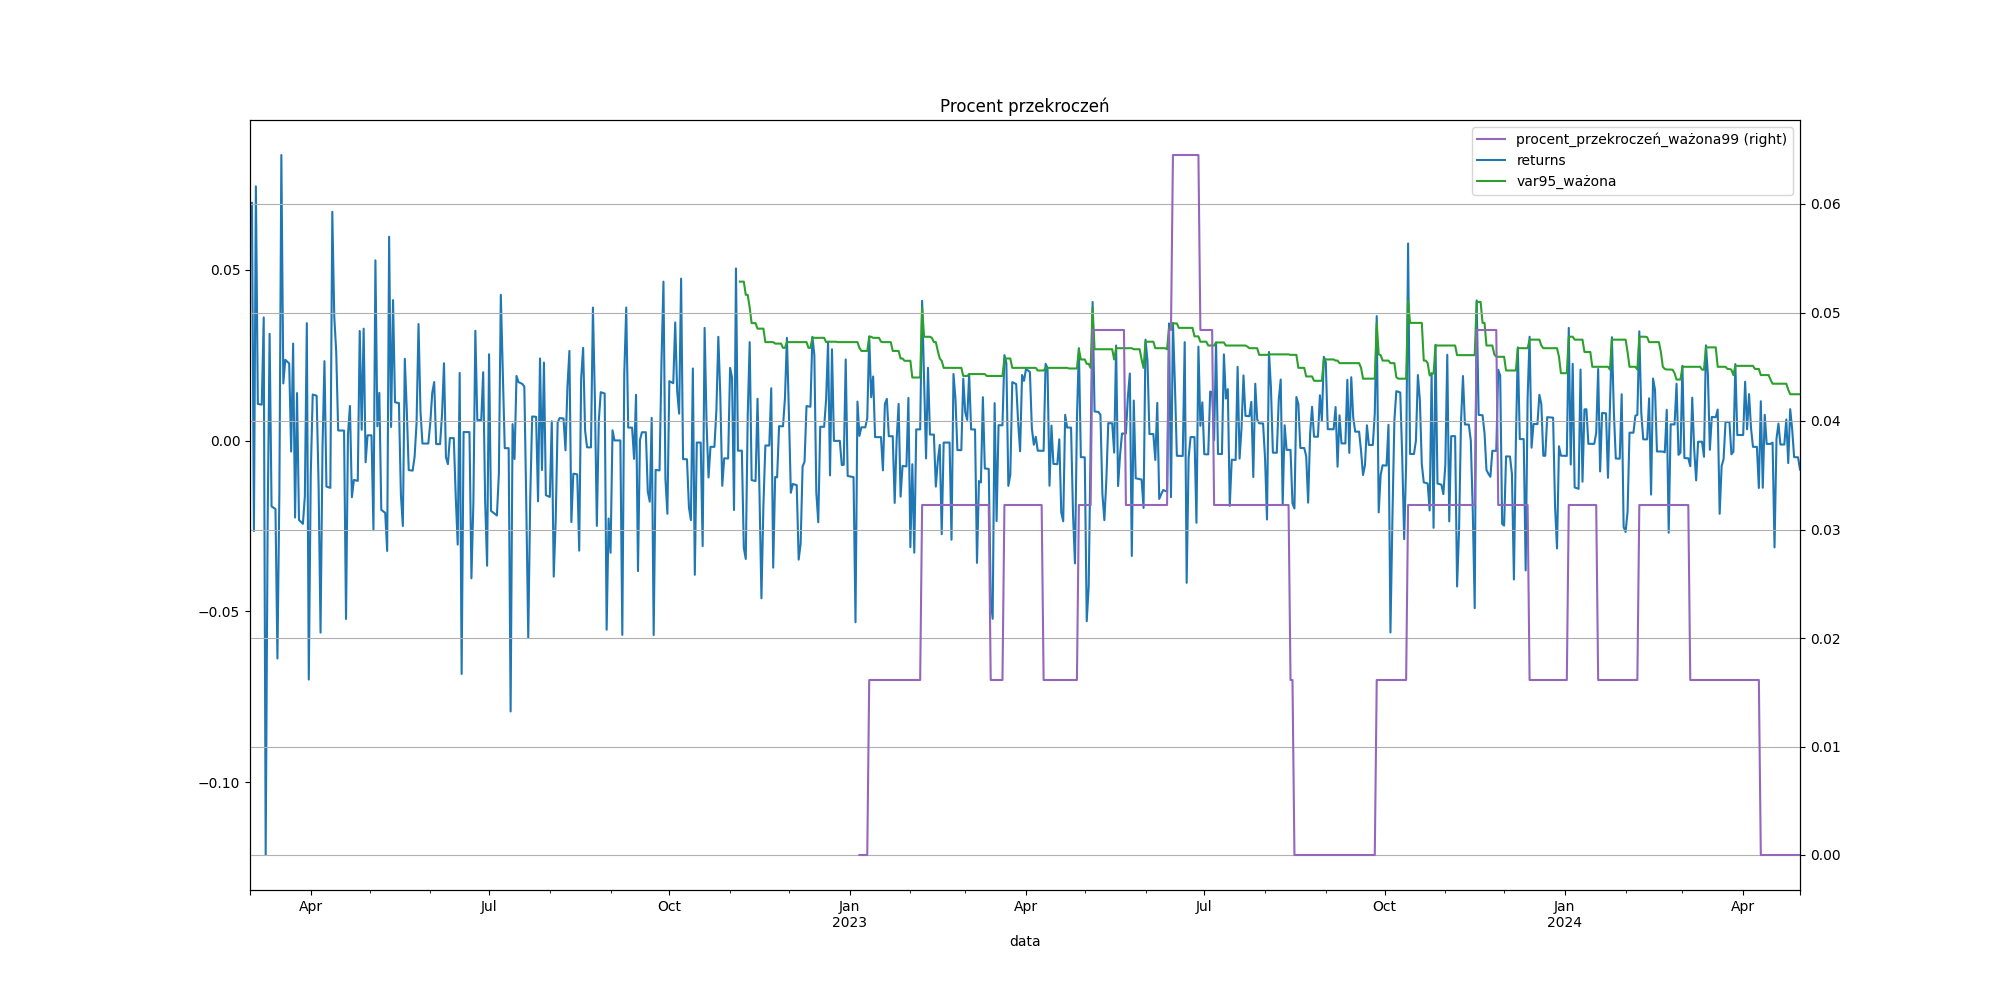 Procent przekroczeń
procent_przekroczeń_ważona99 (right)
returns
var95_ważona
0.05
0.00
−0.05
−0.10
0.06
0.05
0.04
0.03
0.02
0.01
0.00
Apr
Jul
Oct
Jan
2023
Apr
Jul
Oct
Jan
2024
Apr
data